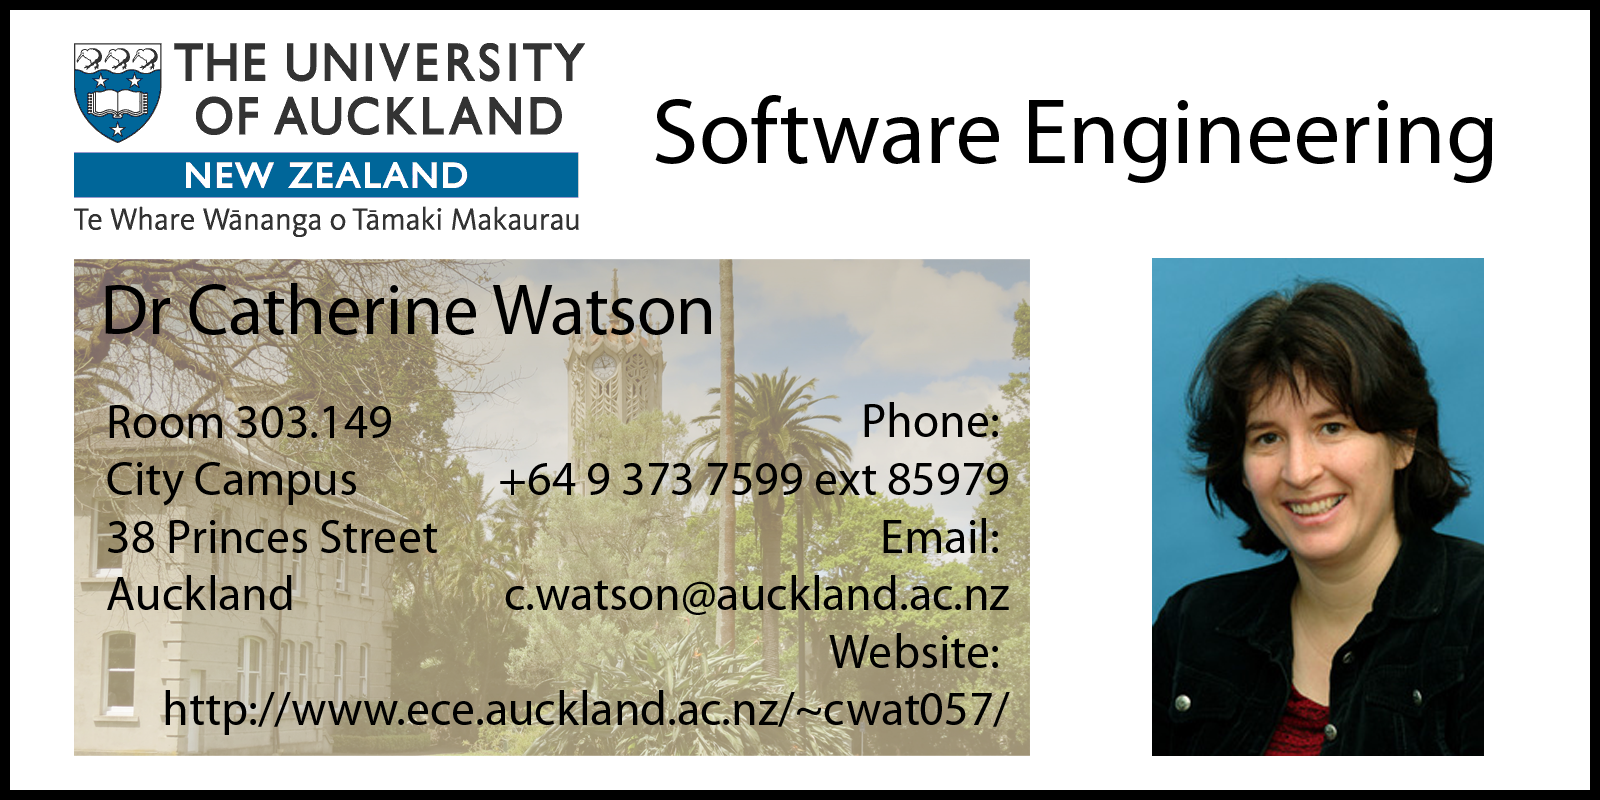 THE UNIVERSITY
OF AUCKLAND
NEW ZEALAND
Te Whare Wānanga o Tāmaki Makaurau
Software Engineering
Dr Catherine Watson
Room 303.149
City Campus
38 Princes Street
Auckland
Phone:
+64 9 373 7599 ext 85979
Email:
c.watson@auckland.ac.nz
Website:
http://www.ece.auckland.ac.nz/~cwat057/